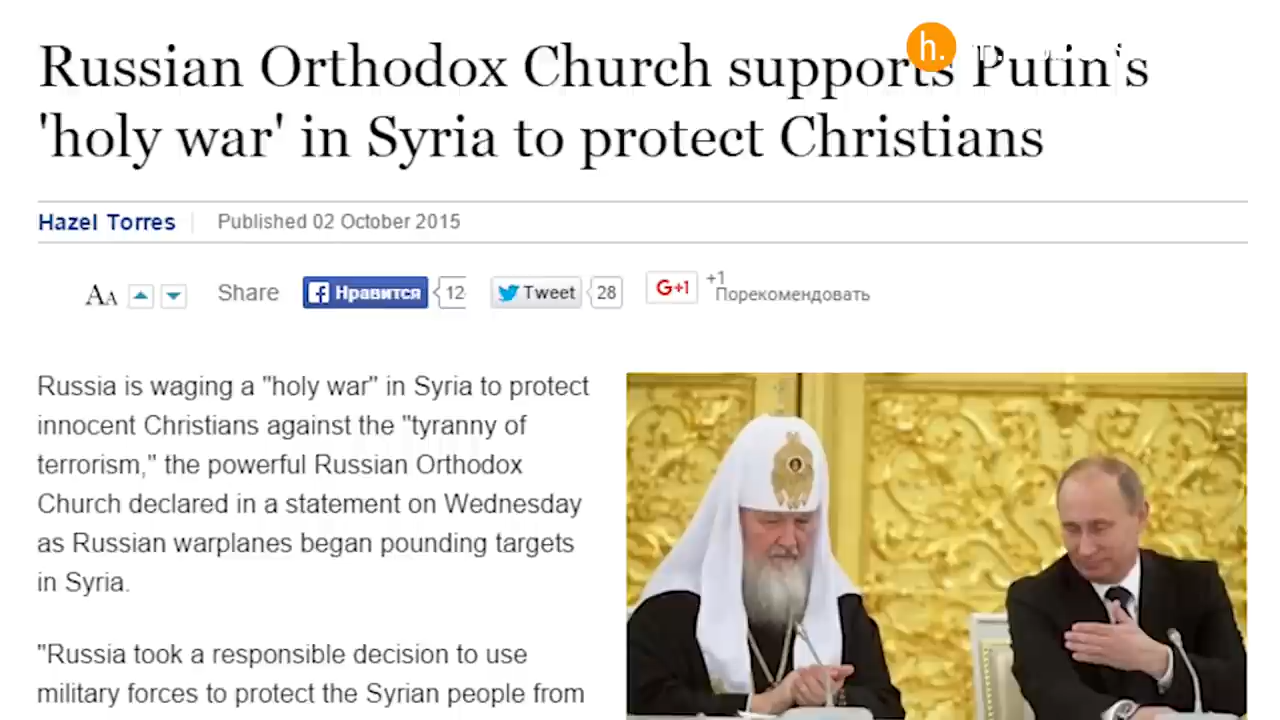 h.
Russian Orthodox Church supports Putin's
'holy war' in Syria to protect Christians
Hazel Torres
Published 02 October 2015
AA Share Нравится 12 Tweet 28 G+1 +1
Порекомендовать
Russia is waging a "holy war" in Syria to protect
innocent Christians against the "tyranny of
terrorism," the powerful Russian Orthodox
Church declared in a statement on Wednesday
as Russian warplanes began pounding targets
in Syria.
"Russia took a responsible decision to use
military forces to protect the Syrian people from